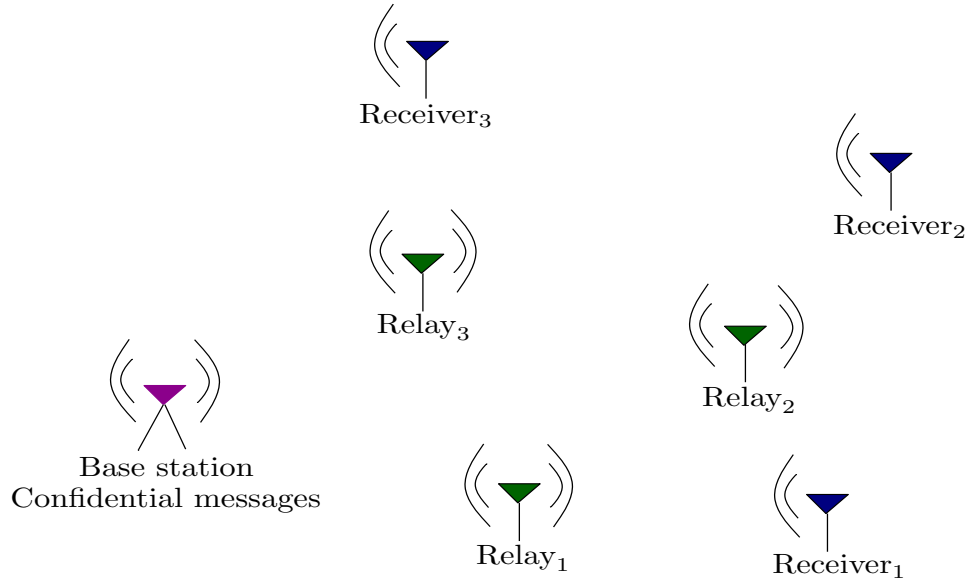 Receiver₃
Receiver₂
Relay₃
Relay₂
Base station
Confidential messages
Relay₁
Receiver₁